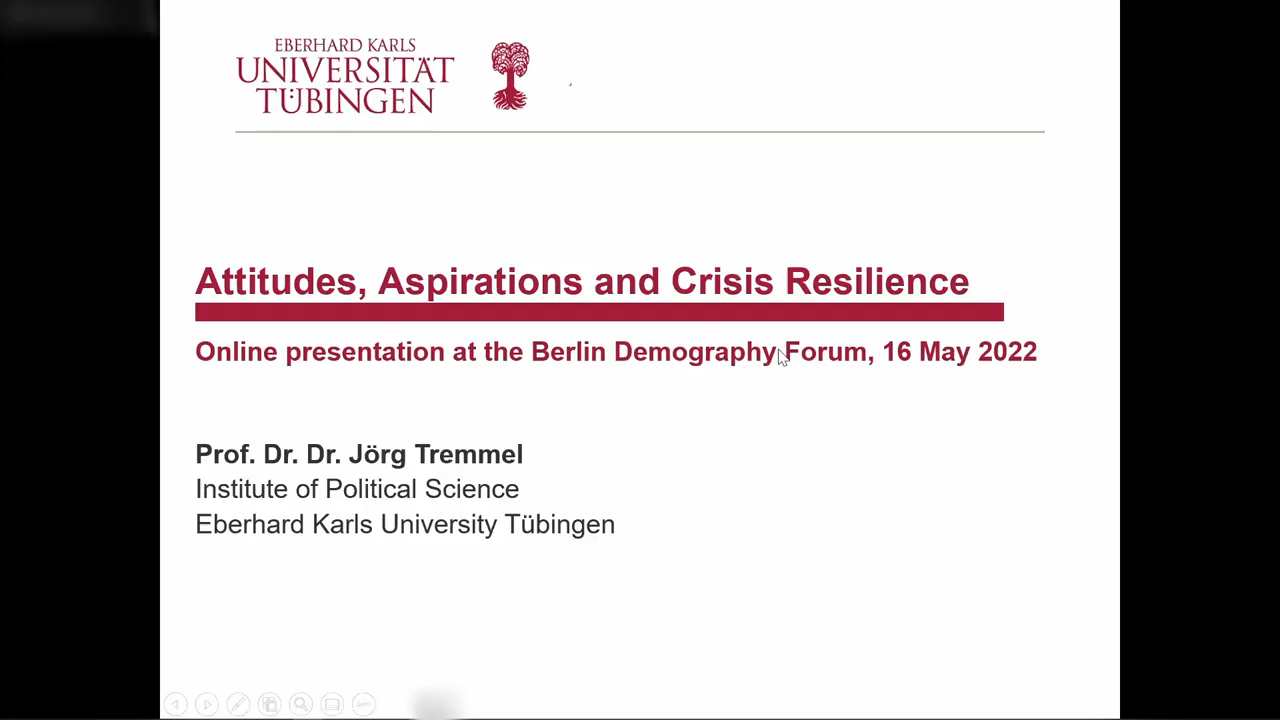 EBERHARD KARLS
UNIVERSITÄT
TÜBINGEN
Attitudes, Aspirations and Crisis Resilience
Online presentation at the Berlin Demography Forum, 16 May 2022
Prof. Dr. Dr. Jörg Tremmel
Institute of Political Science
Eberhard Karls University Tübingen